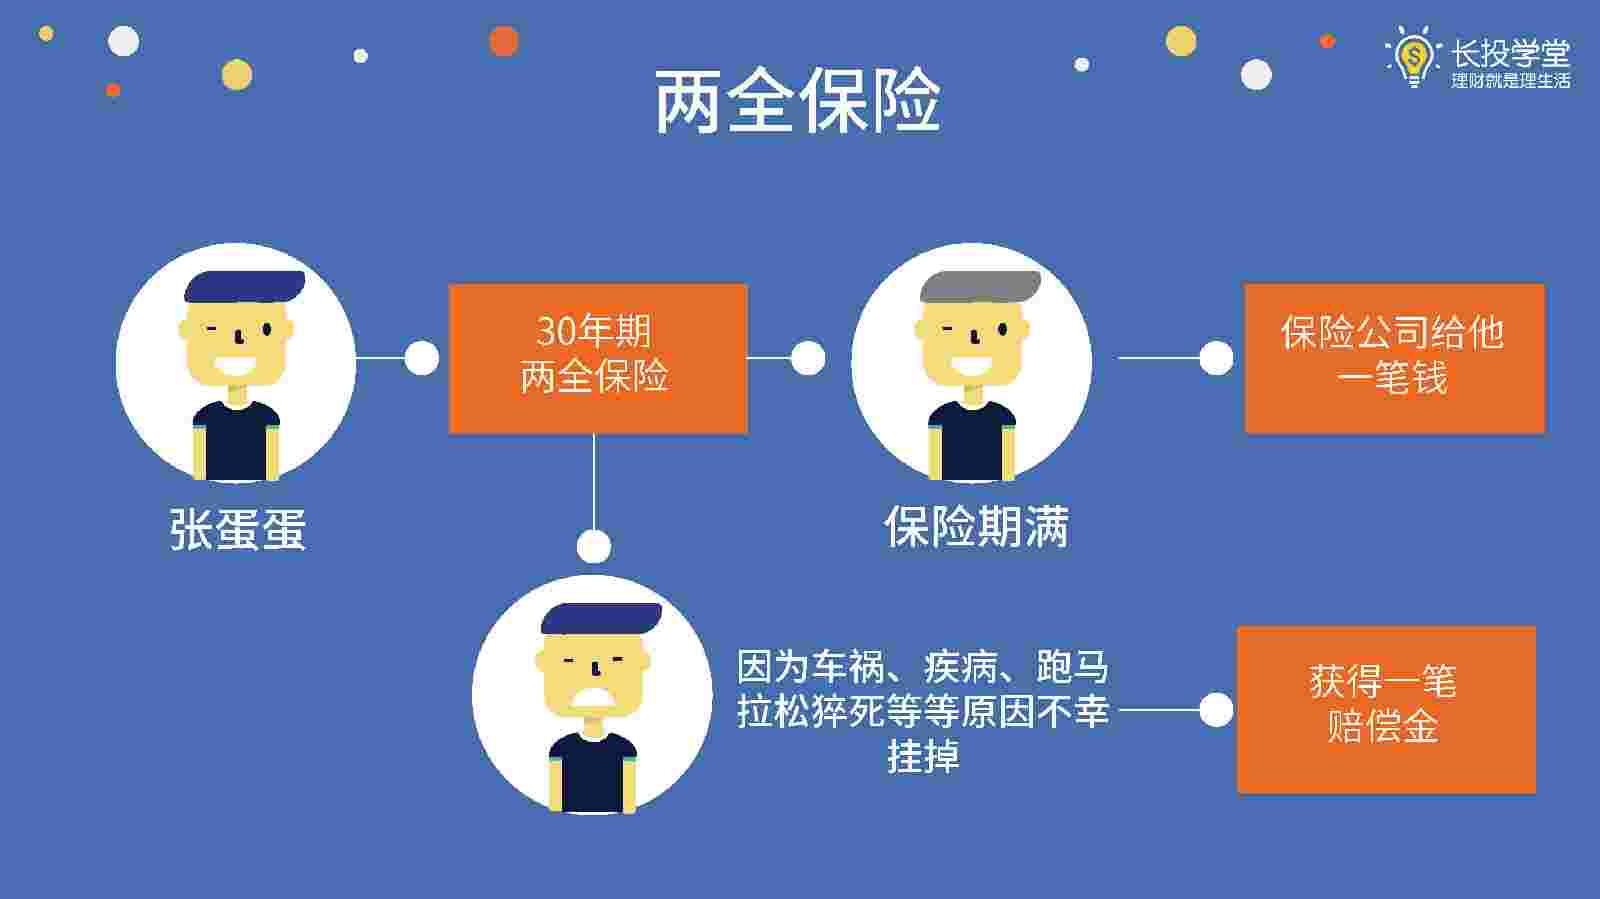 两全保险
长投学堂
理财就是理生活
30年期
两全保险
保险公司给他
一笔钱
张蛋蛋
保险期满
因为车祸、疾病、跑马
拉松猝死等等原因不幸
挂掉
获得一笔
赔偿金